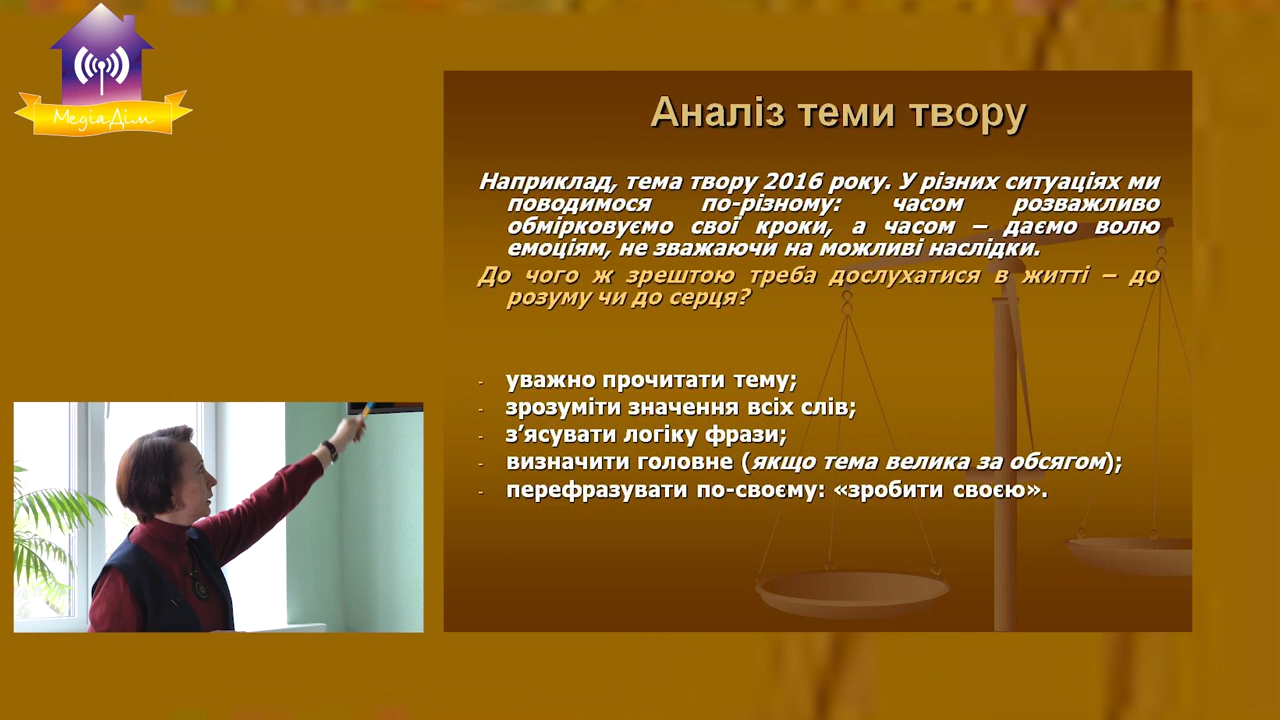 МедіаДім
Аналіз теми твору
Наприклад, тема твору 2016 року. У різних ситуаціях ми
поводимося по-різному: часом розважливо
обмірковуємо свої кроки, а часом – даємо волю
емоціям, не зважаючи на можливі наслідки.
До чого ж зрештою треба дослухатися в житті – до
розуму чи до серця?
- уважно прочитати тему;
- зрозуміти значення всіх слів;
- з’ясувати логіку фрази;
- визначити головне (якщо тема велика за обсягом);
- перефразувати по-своєму: «зробити своєю».